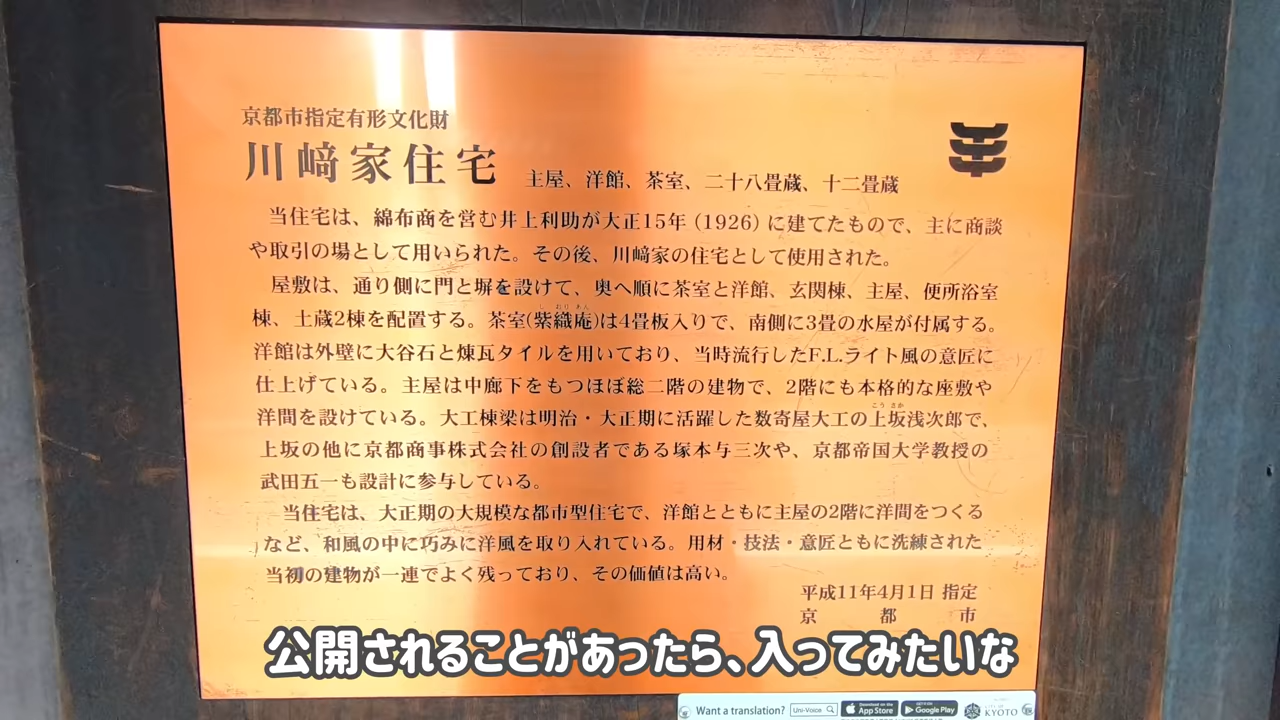 京都市指定有形文化財
川﨑家住宅 主屋、洋館、茶室、二十八畳蔵、十二畳蔵
当住宅は、綿布商を営む井上利助が大正15年(1926)に建てたもので、主に商談
や取引の場として用いられた。その後、川﨑家の住宅として使用された。
屋敷は、通り側に門と塀を設けて、奥へ順に茶室と洋館、玄関棟、主屋、便所浴室
棟、土蔵2棟を配置する。茶室(紫織庵)は4畳板入りで、南側に3畳の水屋が付属する。
洋館は外壁に大谷石と煉瓦タイルを用いており、当時流行したF.L.ライト風の意匠に
仕上げている。主屋は中廊下をもつほぼ総二階の建物で、2階にも本格的な座敷や
洋間を設けている。大工棟梁は明治・大正期に活躍した数寄屋大工の上坂浅次郎で、
上坂の他に京都商事株式会社の創設者である塚本与三次や、京都帝国大学教授の
武田五一も設計に参与している。
当住宅は、大正期の大規模な都市型住宅で、洋館とともに主屋の2階に洋間をつくる
など、和風の中に巧みに洋風を取り入れている。用材・技法・意匠ともに洗練された
当初の建物が一連でよく残っており、その価値は高い。
平成11年4月1日 指定
京都市
公開されることがあったら、入ってみたいな
Want a translation? Uni-Voice App Store Google Play KYOTO